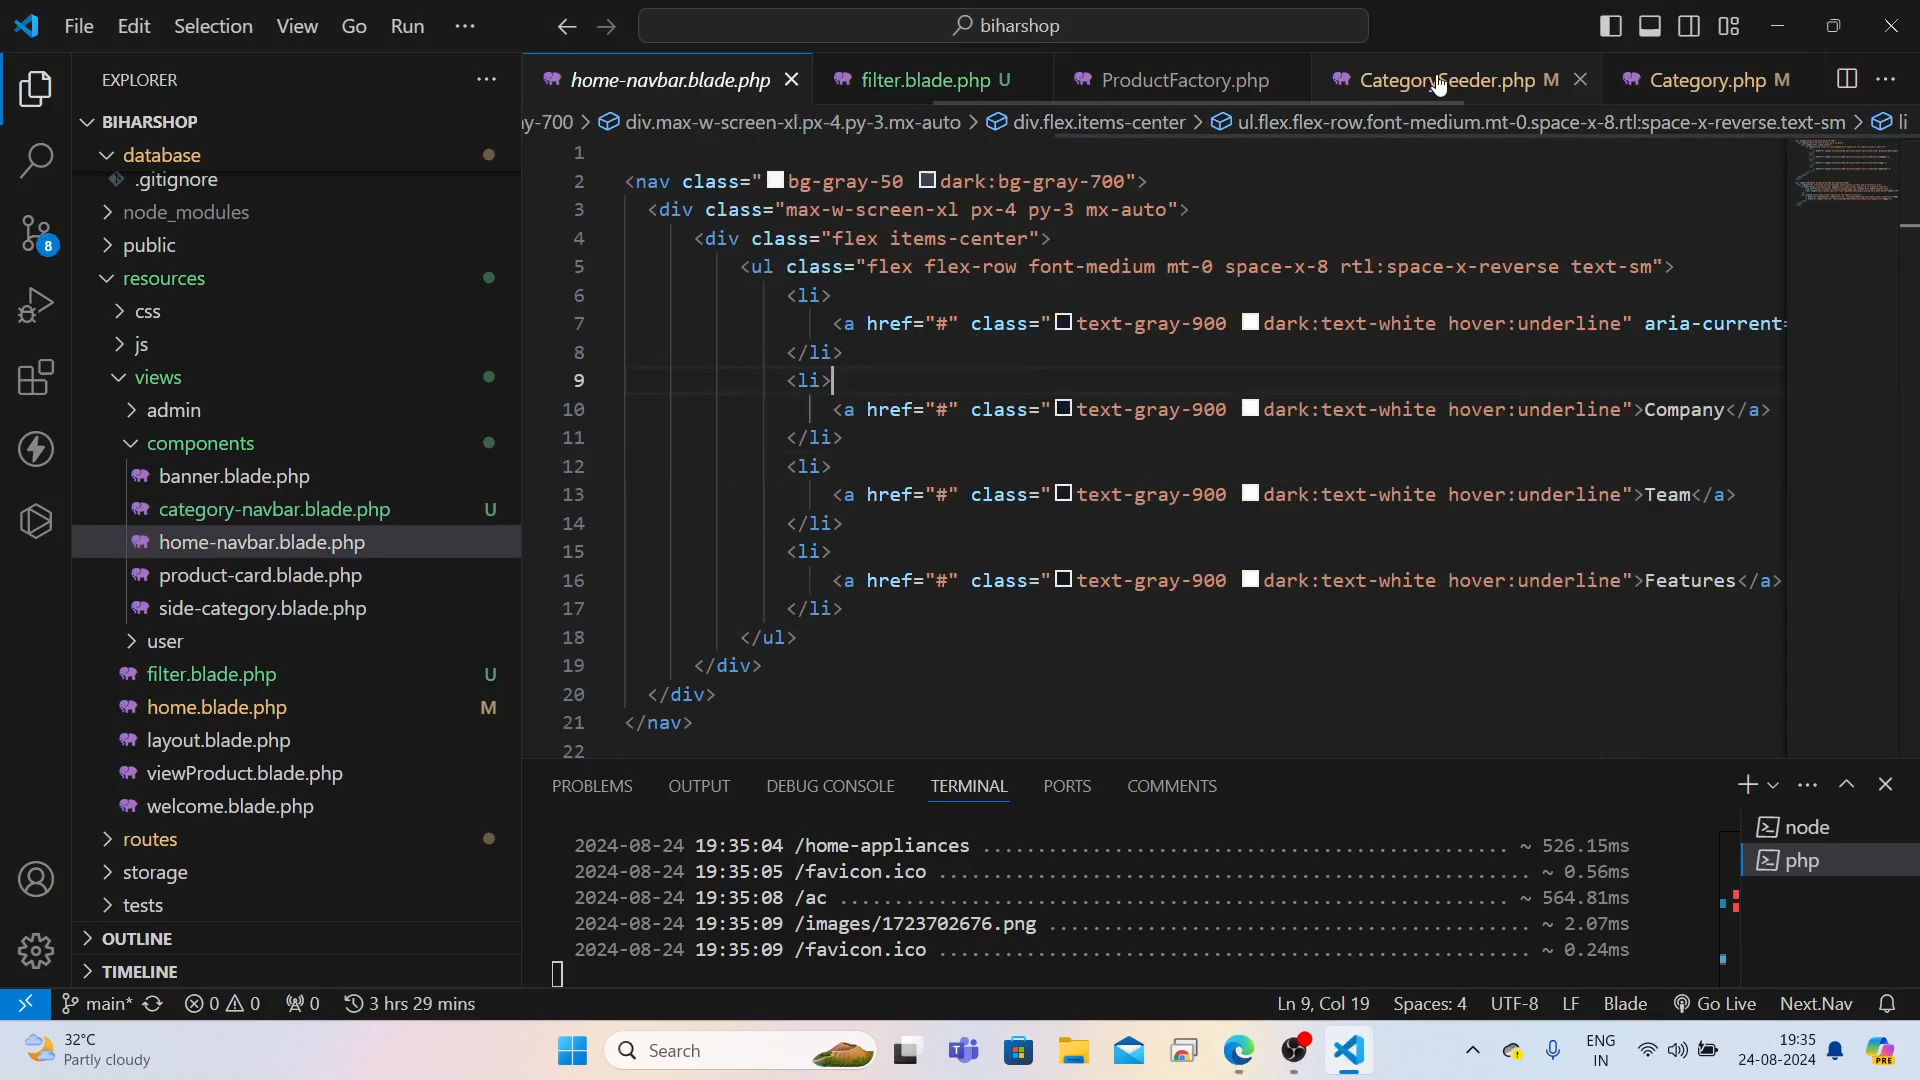 File Edit Selection View Go Run ···
biharshop
EXPLORER
BIHARSHOP
database
.gitignore
node_modules
public
resources
css
js
views
admin
components
banner.blade.php
category-navbar.blade.php U
home-navbar.blade.php
product-card.blade.php
side-category.blade.php
user
filter.blade.php U
home.blade.php M
layout.blade.php
viewProduct.blade.php
welcome.blade.php
routes
storage
tests
OUTLINE
TIMELINE
8
home-navbar.blade.php filter.blade.php U ProductFactory.php CategorySeeder.php M Category.php M
ay-700 > div.max-w-screen-xl.px-4.py-3.mx-auto > div.flex.items-center > ul.flex.flex-row.font-medium.mt-0.space-x-8.rtl:space-x-reverse.text-sm > li
1
2 <nav class="bg-gray-50 dark:bg-gray-700">
3 <div class="max-w-screen-xl px-4 py-3 mx-auto">
4 <div class="flex items-center">
5 <ul class="flex flex-row font-medium mt-0 space-x-8 rtl:space-x-reverse text-sm">
6 <li>
7 <a href="#" class="text-gray-900 dark:text-white hover:underline" aria-current=
8 </li>
9 <li>
10 <a href="#" class="text-gray-900 dark:text-white hover:underline">Company</a>
11 </li>
12 <li>
13 <a href="#" class="text-gray-900 dark:text-white hover:underline">Team</a>
14 </li>
15 <li>
16 <a href="#" class="text-gray-900 dark:text-white hover:underline">Features</a>
17 </li>
18 </ul>
19 </div>
20 </div>
21 </nav>
22
PROBLEMS OUTPUT DEBUG CONSOLE TERMINAL PORTS COMMENTS
2024-08-24 19:35:04 /home-appliances ............................................... ~ 526.15ms
2024-08-24 19:35:05 /favicon.ico ..................................................... ~ 0.56ms
2024-08-24 19:35:08 /ac ............................................................ ~ 564.81ms
2024-08-24 19:35:09 /images/1723702676.png ........................................... ~ 2.07ms
2024-08-24 19:35:09 /favicon.ico ..................................................... ~ 0.24ms
node
php
main* 0 0 0 3 hrs 29 mins Ln 9, Col 19 Spaces: 4 UTF-8 LF Blade Go Live Next.Nav
32°C
Partly cloudy
Search
ENG
IN
19:35
24-08-2024
PRE